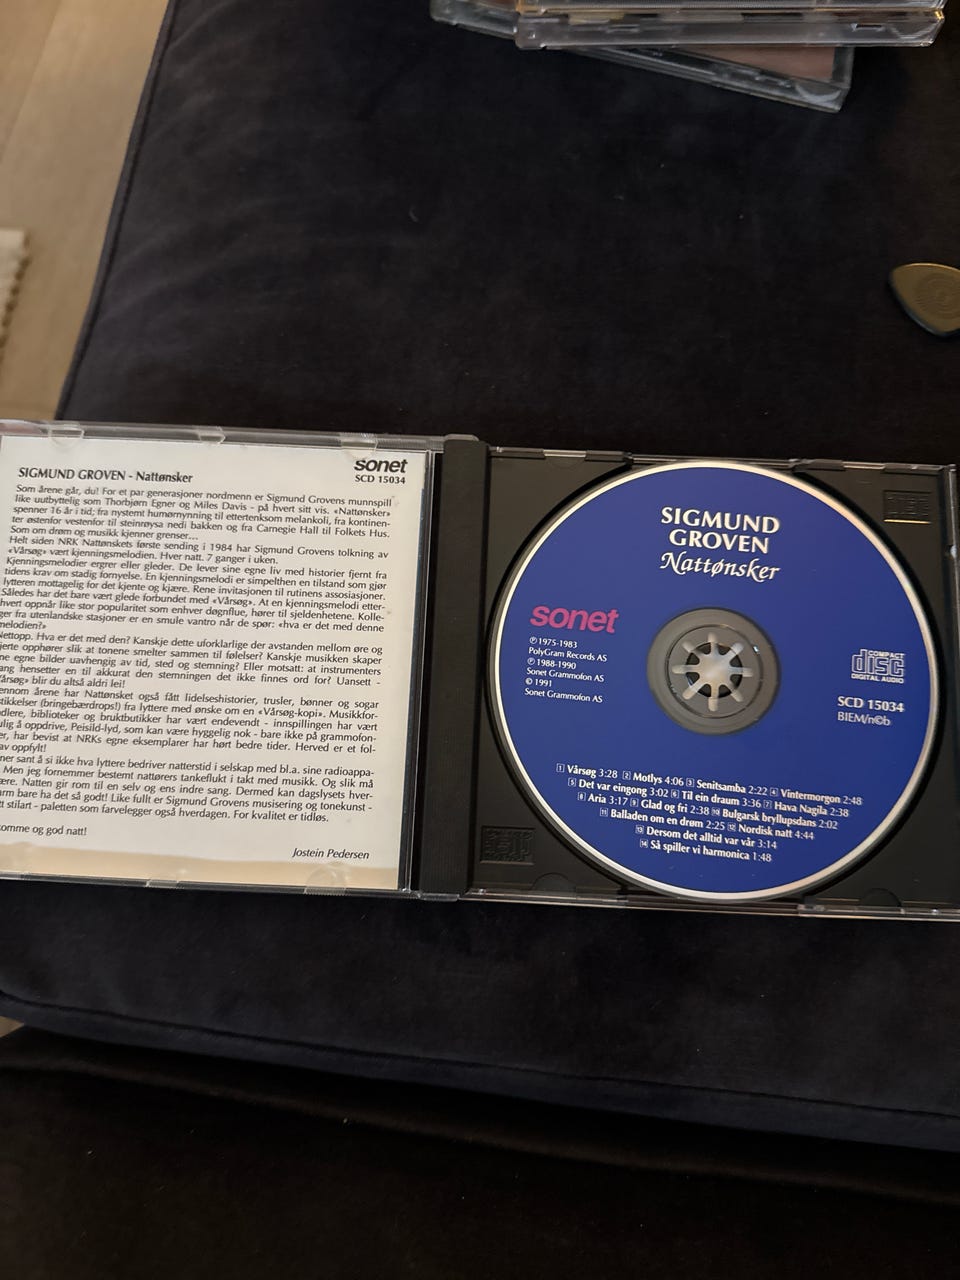 SIGMUND GROVEN - Nattønsker
sonet
SCD 15034
Som årene går, du! For et par generasjoner nordmenn er Sigmund Grovens munnspill
like uutbyttelig som Thorbjørn Egner og Miles Davis - på hvert sitt vis. «Nattønsker»
spenner 16 år i tid; fra nystemt humørnynning til ettertenksom melankoli, fra kontinen-
ter østenfor vestenfor til steinrøysa nedi bakken og fra Carnegie Hall til Folkets Hus.
Som om drøm og musikk kjenner grenser...
Helt siden NRK Nattønskets første sending i 1984 har Sigmund Grovens tolkning av
«Vårsøg» vært kjenningsmelodien. Hver natt. 7 ganger i uken.
Kjenningsmelodier ergrer eller gleder. De lever sine egne liv med historier fjernt fra
tidens krav om stadig fornyelse. En kjenningsmelodi er simpelthen en tilstand som gjør
lytteren mottagelig for det kjente og kjære. Rene invitasjonen til rutinens assosiasjoner.
Således har det bare vært glede forbundet med «Vårsøg». At en kjenningsmelodi etter-
hvert oppnår like stor popularitet som enhver døgnflue, hører til sjeldenhetene. Kolle-
ger fra utenlandske stasjoner er en smule vantro når de spør: «hva er det med denne
melodien?»
Nettopp. Hva er det med den? Kanskje dette uforklarlige der avstanden mellom øre og
hjerte opphører slik at tonene smelter sammen til følelser? Kanskje musikken skaper
egne bilder uavhengig av tid, sted og stemning? Eller motsatt: at instrumenters
hensetter en til akkurat den stemningen det ikke finnes ord for? Uansett -
«Vårsøg» blir du altså aldri lei!
Gjennom årene har Nattønsket også fått lidelseshistorier, trusler, bønner og sogar
stikkelser (bringebærdrops!) fra lyttere med ønske om en «Vårsøg-kopi». Musikkfor-
handlere, biblioteker og bruktbutikker har vært endevendt - innspillingen har vært
umulig å oppdrive, Peisild-lyd, som kan være hyggelig nok - bare ikke på grammofon-
er, har bevist at NRKs egne eksemplarer har hørt bedre tider. Herved er et fol-
av oppfylt!
sant å si ikke hva lyttere bedriver natterstid i selskap med bl.a. sine radioappa-
Men jeg fornemmer bestemt nattørers tankeflukt i takt med musikk. Og slik må
være. Natten gir rom til en selv og ens indre sang. Dermed kan dagslysets hver-
bare ha det så godt! Like fullt er Sigmund Grovens musisering og tonekunst -
stilart - paletten som farvelegger også hverdagen. For kvalitet er tidløs.
og god natt!
Jostein Pedersen
SIGMUND
GROVEN
Nattønsker
sonet
℗ 1975-1983
PolyGram Records AS
℗ 1988-1990
Sonet Grammofon AS
© 1991
Sonet Grammofon AS
COMPACT
disc
DIGITAL AUDIO
SCD 15034
BIEM/n©b
1 Vårsøg 3:28 2 Motlys 4:06 3 Senitsamba 2:22 4 Vintermorgon 2:48
5 Det var eingong 3:02 6 Til ein draum 3:36 7 Hava Nagila 2:38
8 Aria 3:17 9 Glad og fri 2:38 10 Bulgarsk bryllupsdans 2:02
11 Balladen om en drøm 2:25 12 Nordisk natt 4:44
13 Dersom det alltid var vår 3:14
14 Så spiller vi harmonica 1:48